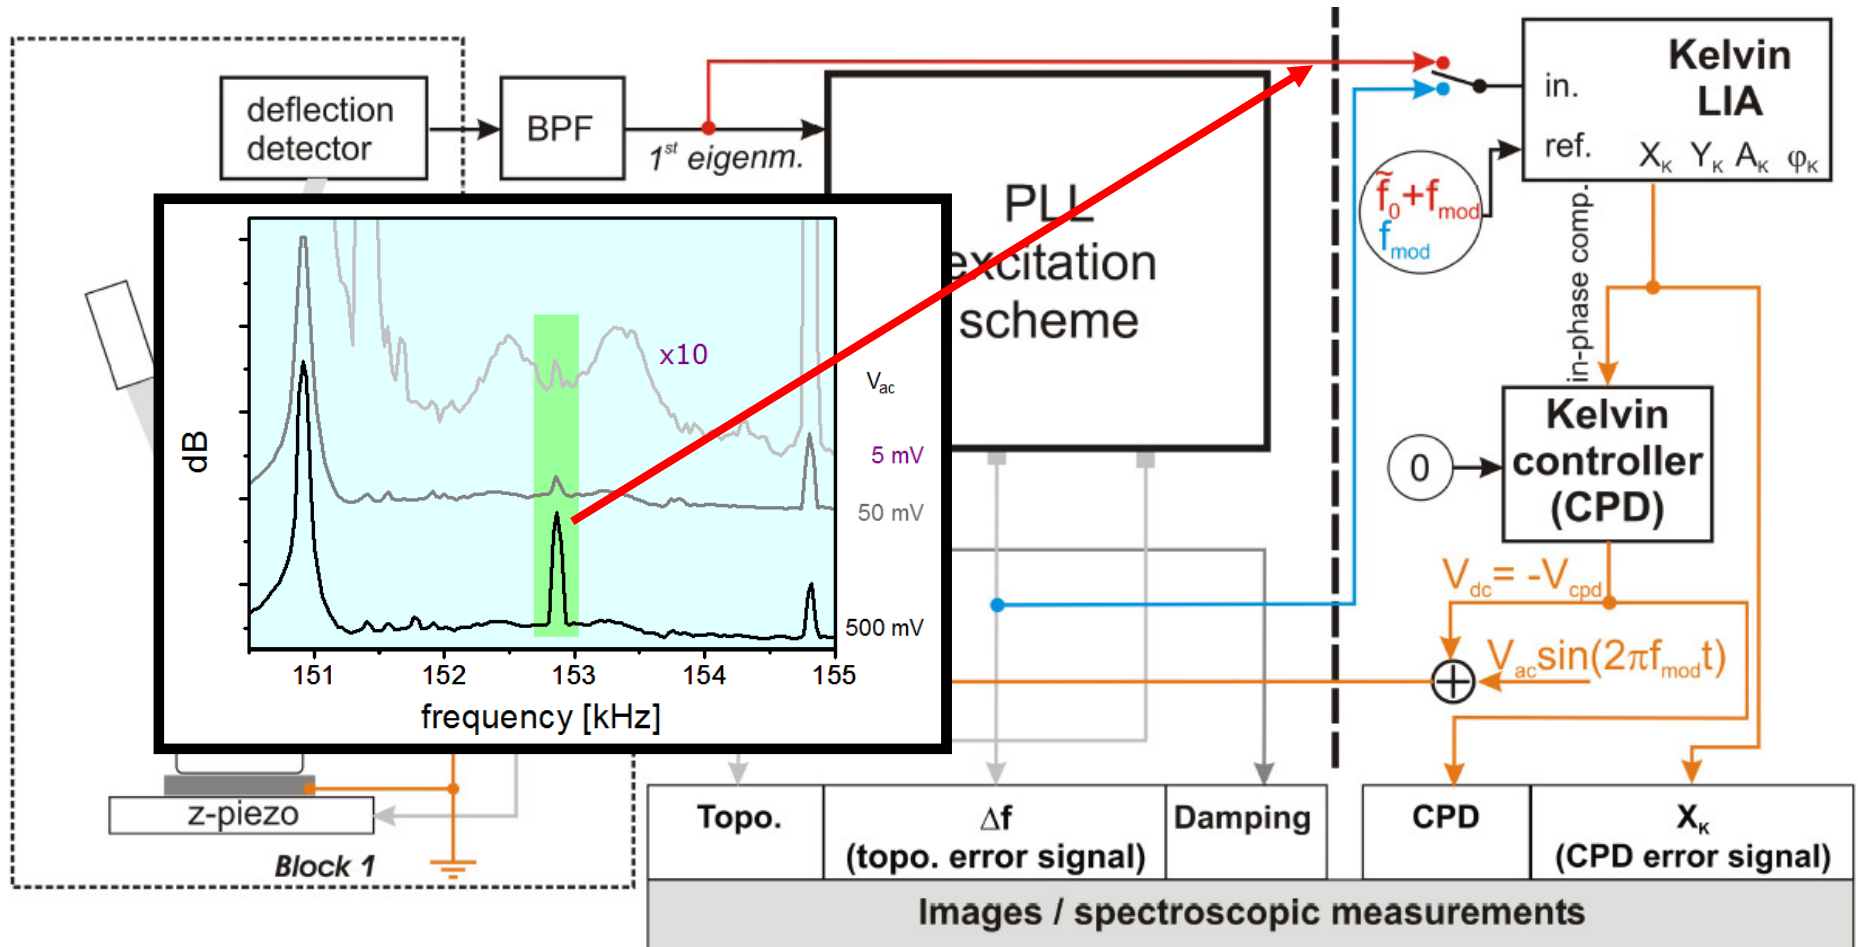 deflection
detector
BPF
1st eigenm.
PLL
excitation
scheme
Kelvin
LIA
in.
ref.
XK YK AK φK
f̃0+fmod
fmod
in-phase comp.
Kelvin
controller
(CPD)
0
Vdc= -Vcpd
Vacsin(2πfmodt)
dB
x10
Vac
5 mV
50 mV
500 mV
151 152 153 154 155
frequency [kHz]
z-piezo
Block 1
Topo.
Δf
(topo. error signal)
Damping
CPD
XK
(CPD error signal)
Images / spectroscopic measurements